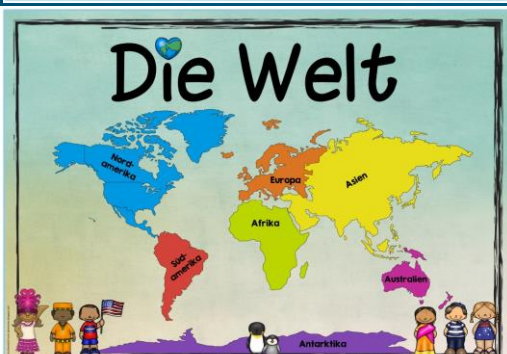 Die Welt
Nord-
amerika
Europa
Asien
Afrika
Süd-
amerika
Australien
Antarktika